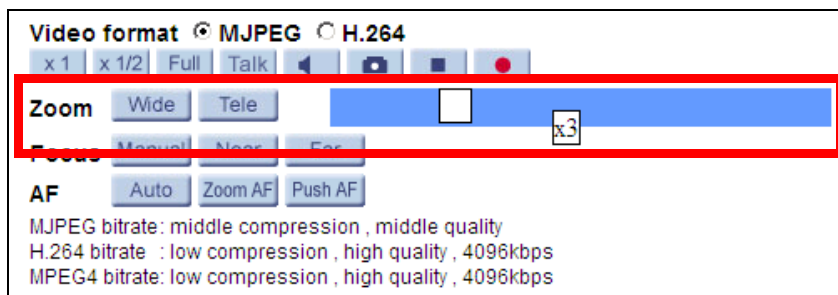 Video format MJPEG H.264
x 1 x 1/2 Full Talk
Zoom Wide Tele
x3
Focus Manual Near Far
AF Auto Zoom AF Push AF
MJPEG bitrate: middle compression , middle quality
H.264 bitrate : low compression , high quality , 4096kbps
MPEG4 bitrate: low compression , high quality , 4096kbps